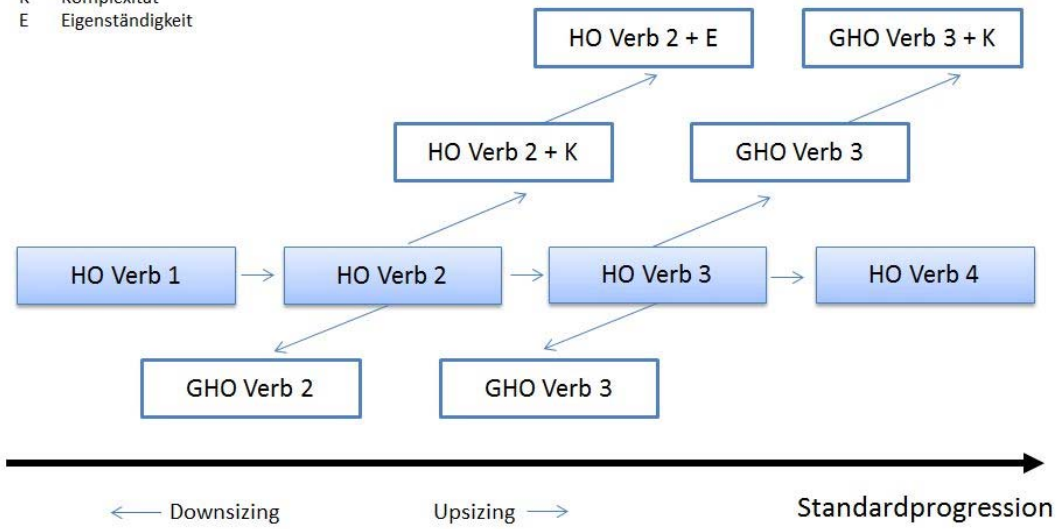 K Komplexität
E Eigenständigkeit
HO Verb 2 + E
GHO Verb 3 + K
HO Verb 2 + K
GHO Verb 3
HO Verb 1
HO Verb 2
HO Verb 3
HO Verb 4
GHO Verb 2
GHO Verb 3
Downsizing
Upsizing
Standardprogression